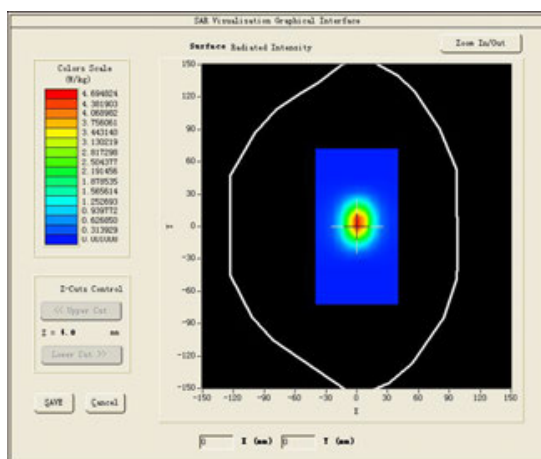 SAR Visualisation Graphical Interface
Surface Radiated Intensity
Zoom In/Out
Colors Scale
(W/kg)
4.694824
4.381903
4.068982
3.756061
3.443140
3.130219
2.817298
2.504377
2.191456
1.878535
1.565614
1.252693
0.939772
0.626850
0.313929
0.001008
150
120
90
60
30
0
-30
-60
-90
-120
-150
Y
-150 -120 -90 -60 -30 0 30 60 90 120 150
X
Z-Cuts Control
<< Upper Cut
Z = 4.0 mm
Lower Cut >>
SAVE
Cancel
0 X (mm) 0 Y (mm)